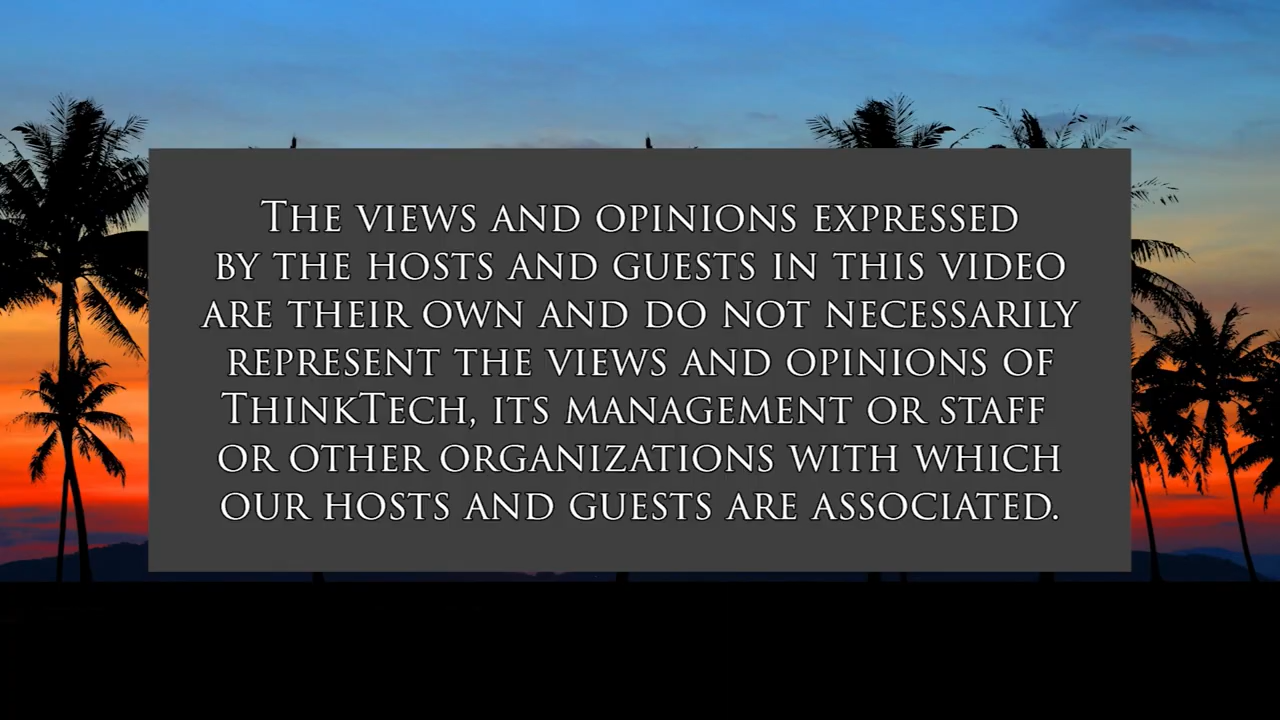 The views and opinions expressed
by the hosts and guests in this video
are their own and do not necessarily
represent the views and opinions of
ThinkTech, its management or staff
or other organizations with which
our hosts and guests are associated.